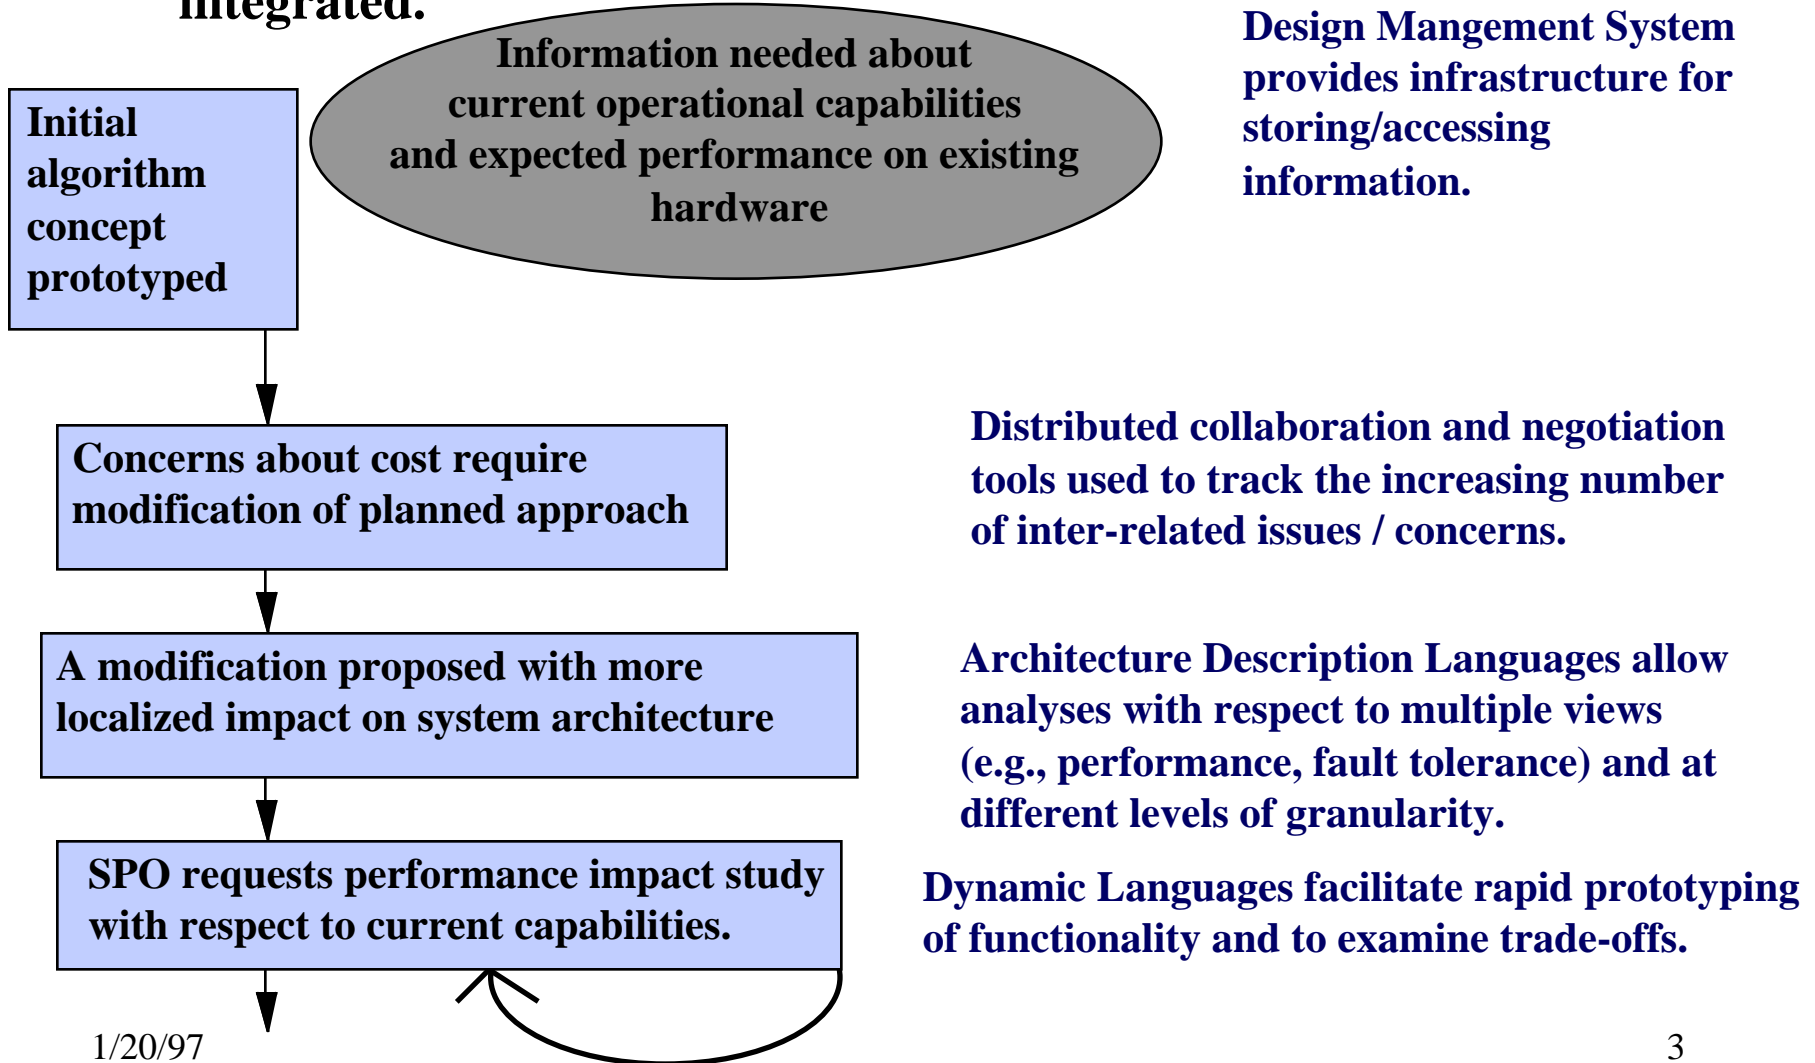 integrated.
Information needed about
current operational capabilities
and expected performance on existing
hardware
Design Mangement System
provides infrastructure for
storing/accessing
information.
Initial
algorithm
concept
prototyped
Concerns about cost require
modification of planned approach
Distributed collaboration and negotiation
tools used to track the increasing number
of inter-related issues / concerns.
A modification proposed with more
localized impact on system architecture
Architecture Description Languages allow
analyses with respect to multiple views
(e.g., performance, fault tolerance) and at
different levels of granularity.
SPO requests performance impact study
with respect to current capabilities.
Dynamic Languages facilitate rapid prototyping
of functionality and to examine trade-offs.
1/20/97
3